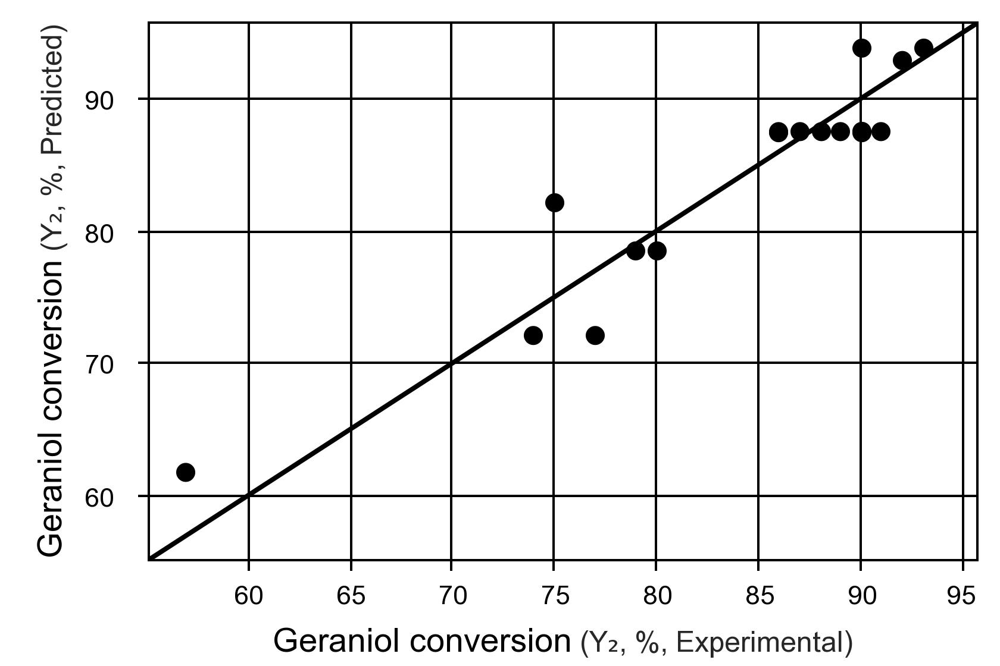 Geraniol conversion (Y₂, %, Predicted)
90
80
70
60
60 65 70 75 80 85 90 95
Geraniol conversion (Y₂, %, Experimental)